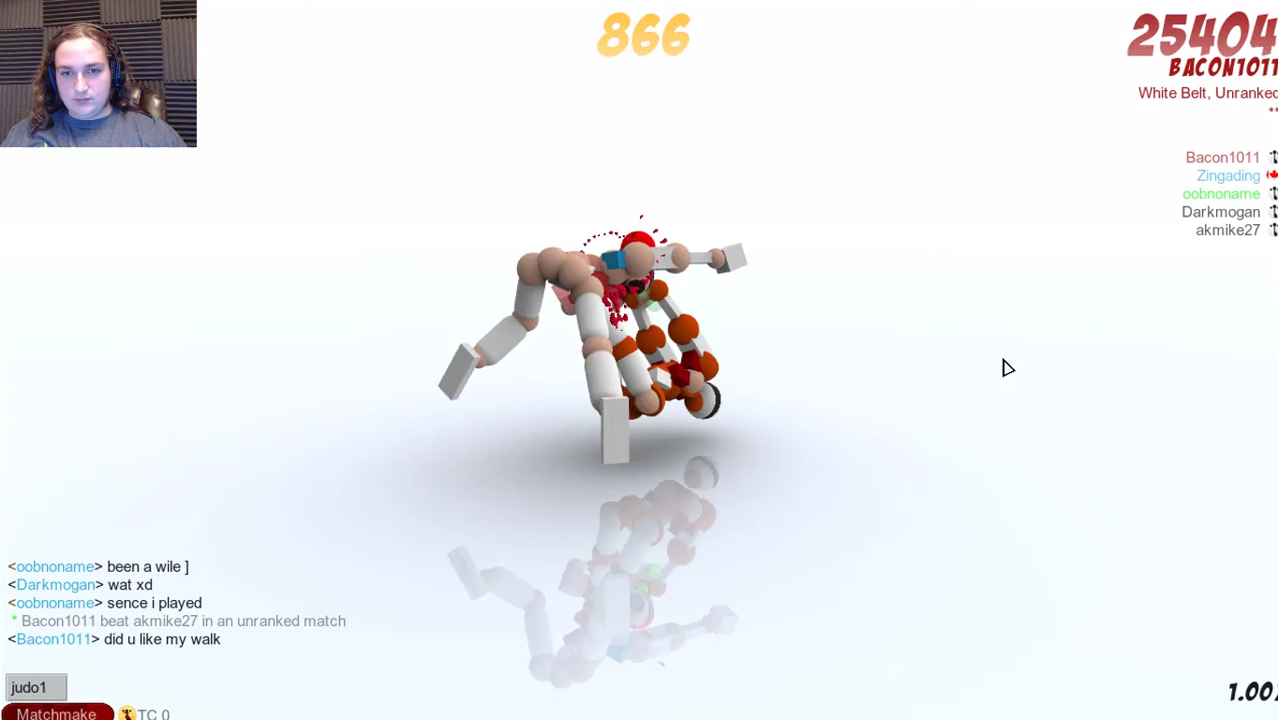 866
25404
BACON1011
White Belt, Unranked
**
Bacon1011
Zingading
oobnoname
Darkmogan
akmike27
<oobnoname> been a wile ]
<Darkmogan> wat xd
<oobnoname> sence i played
* Bacon1011 beat akmike27 in an unranked match
<Bacon1011> did u like my walk
judo1
1.00
Matchmake TC 0